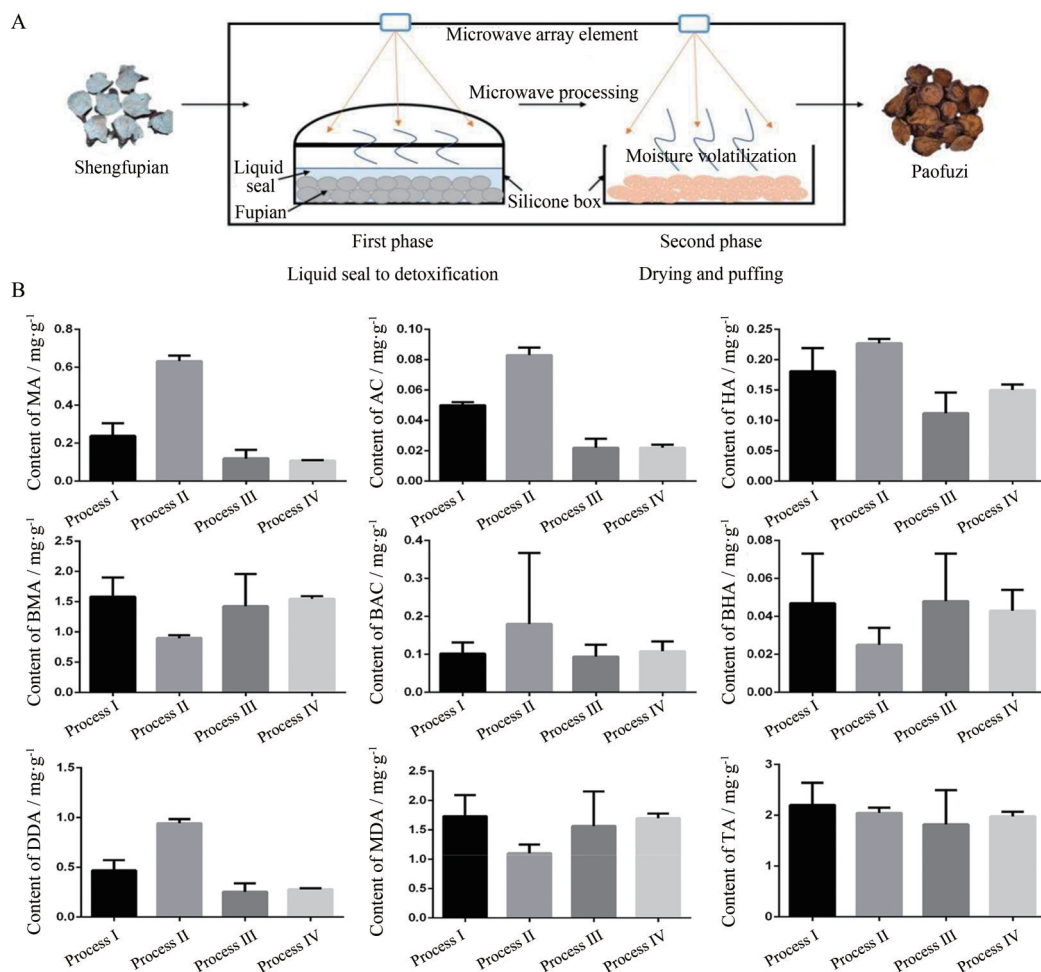 A
Microwave array element
Microwave processing
Shengfupian
Liquid
seal
Fupian
Silicone box
Moisture volatilization
Paofuzi
First phase
Second phase
Liquid seal to detoxification
Drying and puffing
B
Content of MA / mg·g-1
0.8
0.6
0.4
0.2
0.0
Process I
Process II
Process III
Process IV
Content of AC / mg·g-1
0.10
0.08
0.06
0.04
0.02
0.00
Process I
Process II
Process III
Process IV
Content of HA / mg·g-1
0.25
0.20
0.15
0.10
0.05
0.00
Process I
Process II
Process III
Process IV
Content of BMA / mg·g-1
2.5
2.0
1.5
1.0
0.5
0.0
Process I
Process II
Process III
Process IV
Content of BAC / mg·g-1
0.4
0.3
0.2
0.1
0.0
Process I
Process II
Process III
Process IV
Content of BHA / mg·g-1
0.08
0.06
0.04
0.02
0.00
Process I
Process II
Process III
Process IV
Content of DDA / mg·g-1
1.5
1.0
0.5
0.0
Process I
Process II
Process III
Process IV
Content of MDA / mg·g-1
2.5
2.0
1.5
1.0
0.5
0.0
Process I
Process II
Process III
Process IV
Content of TA / mg·g-1
3
2
1
0
Process I
Process II
Process III
Process IV